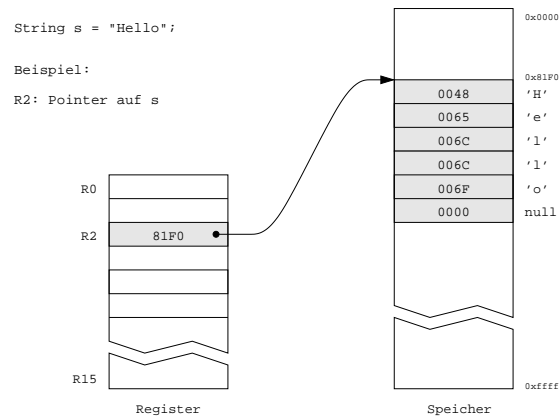 String s = "Hello";
Beispiel:
R2: Pointer auf s
R0
R2 81F0
R15
Register
0x0000
0x81F0
0048 'H'
0065 'e'
006C 'l'
006C 'l'
006F 'o'
0000 null
0xffff
Speicher